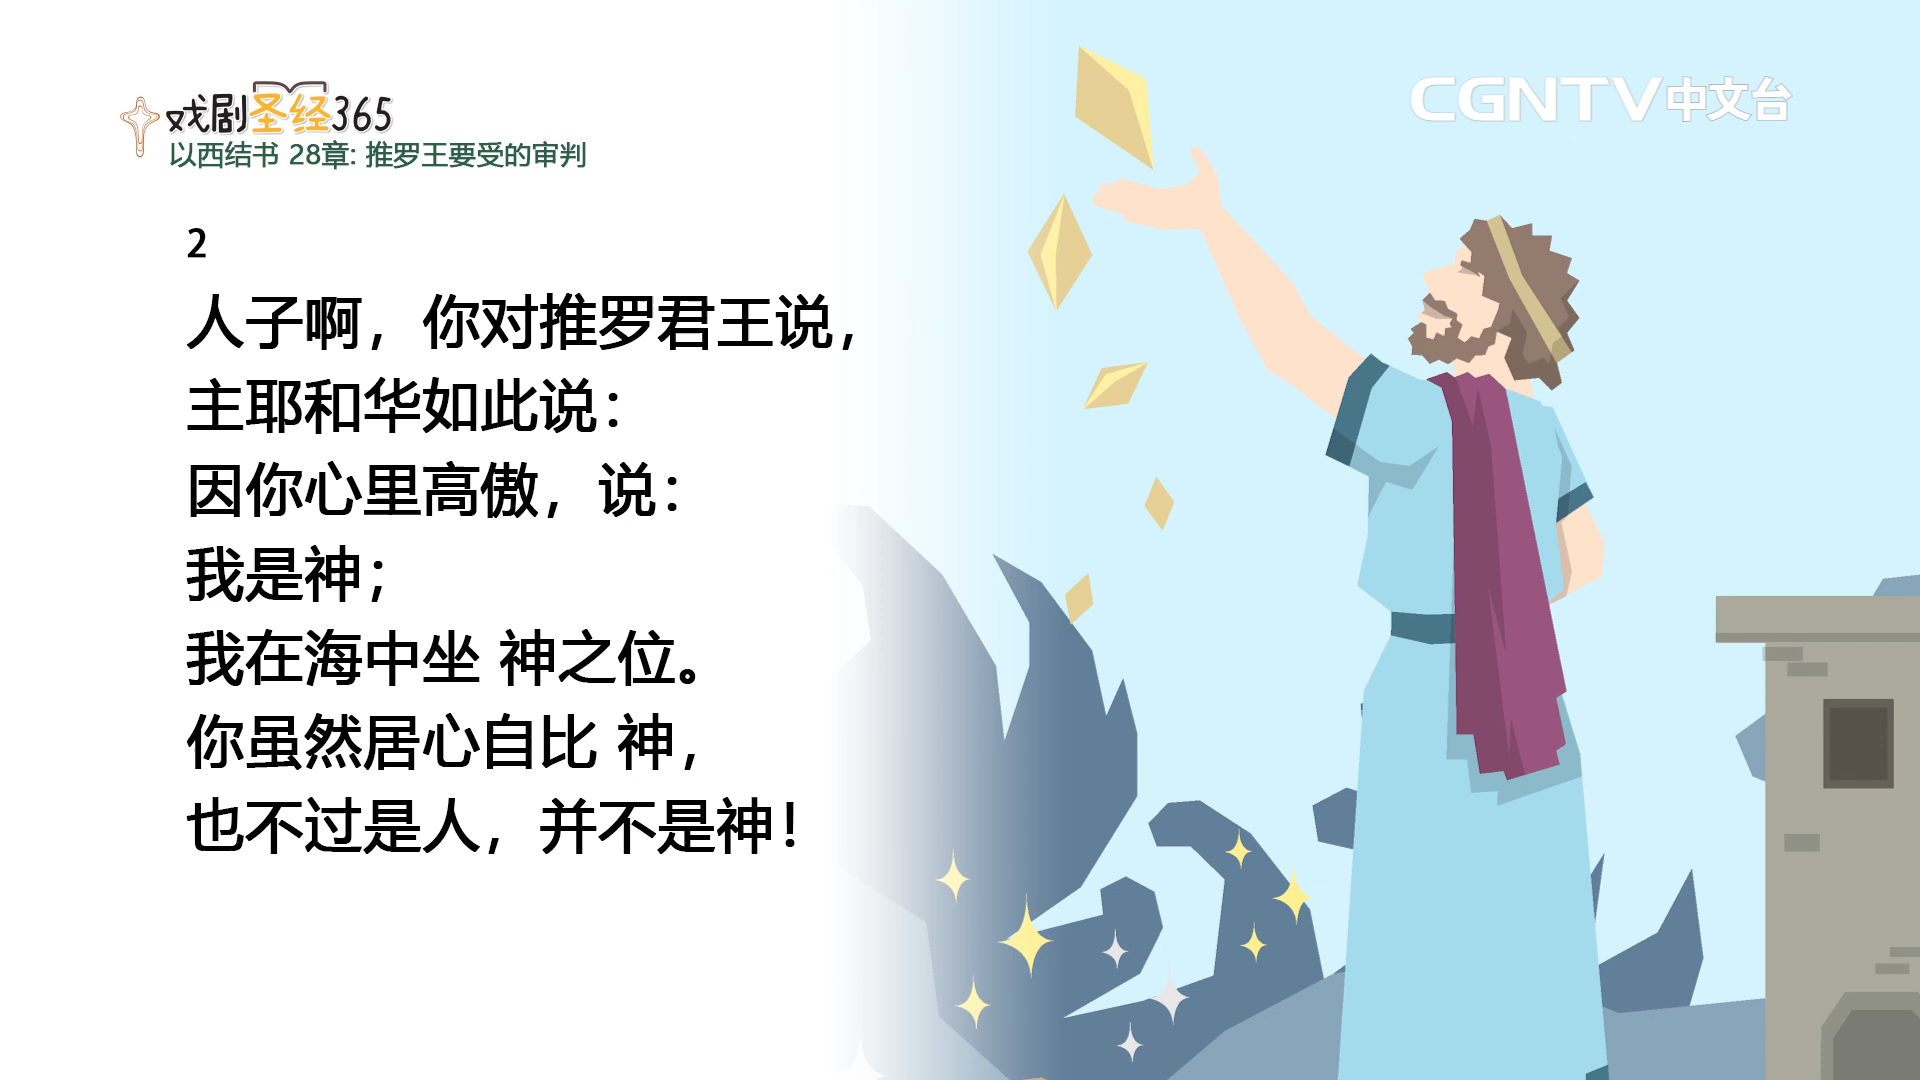 戏剧圣经365
CGNTV中文台
以西结书 28章: 推罗王要受的审判
2
人子啊，你对推罗君王说，
主耶和华如此说：
因你心里高傲，说：
我是神；
我在海中坐 神之位。
你虽然居心自比 神，
也不过是人，并不是神！